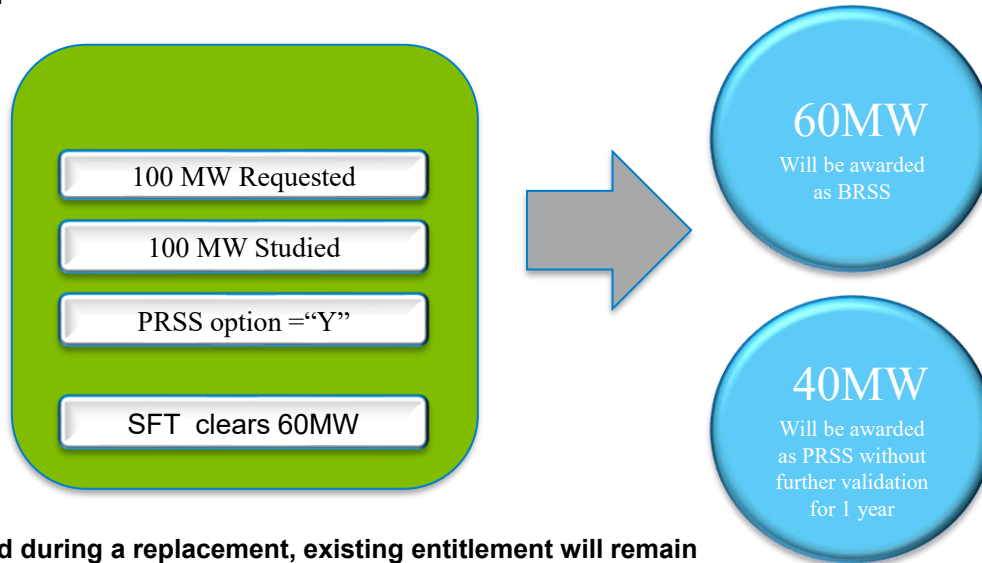 100 MW Requested
100 MW Studied
PRSS option =“Y”
SFT clears 60MW
60MW
Will be awarded
as BRSS
40MW
Will be awarded
as PRSS without
further validation
for 1 year
during a replacement, existing entitlement will remain